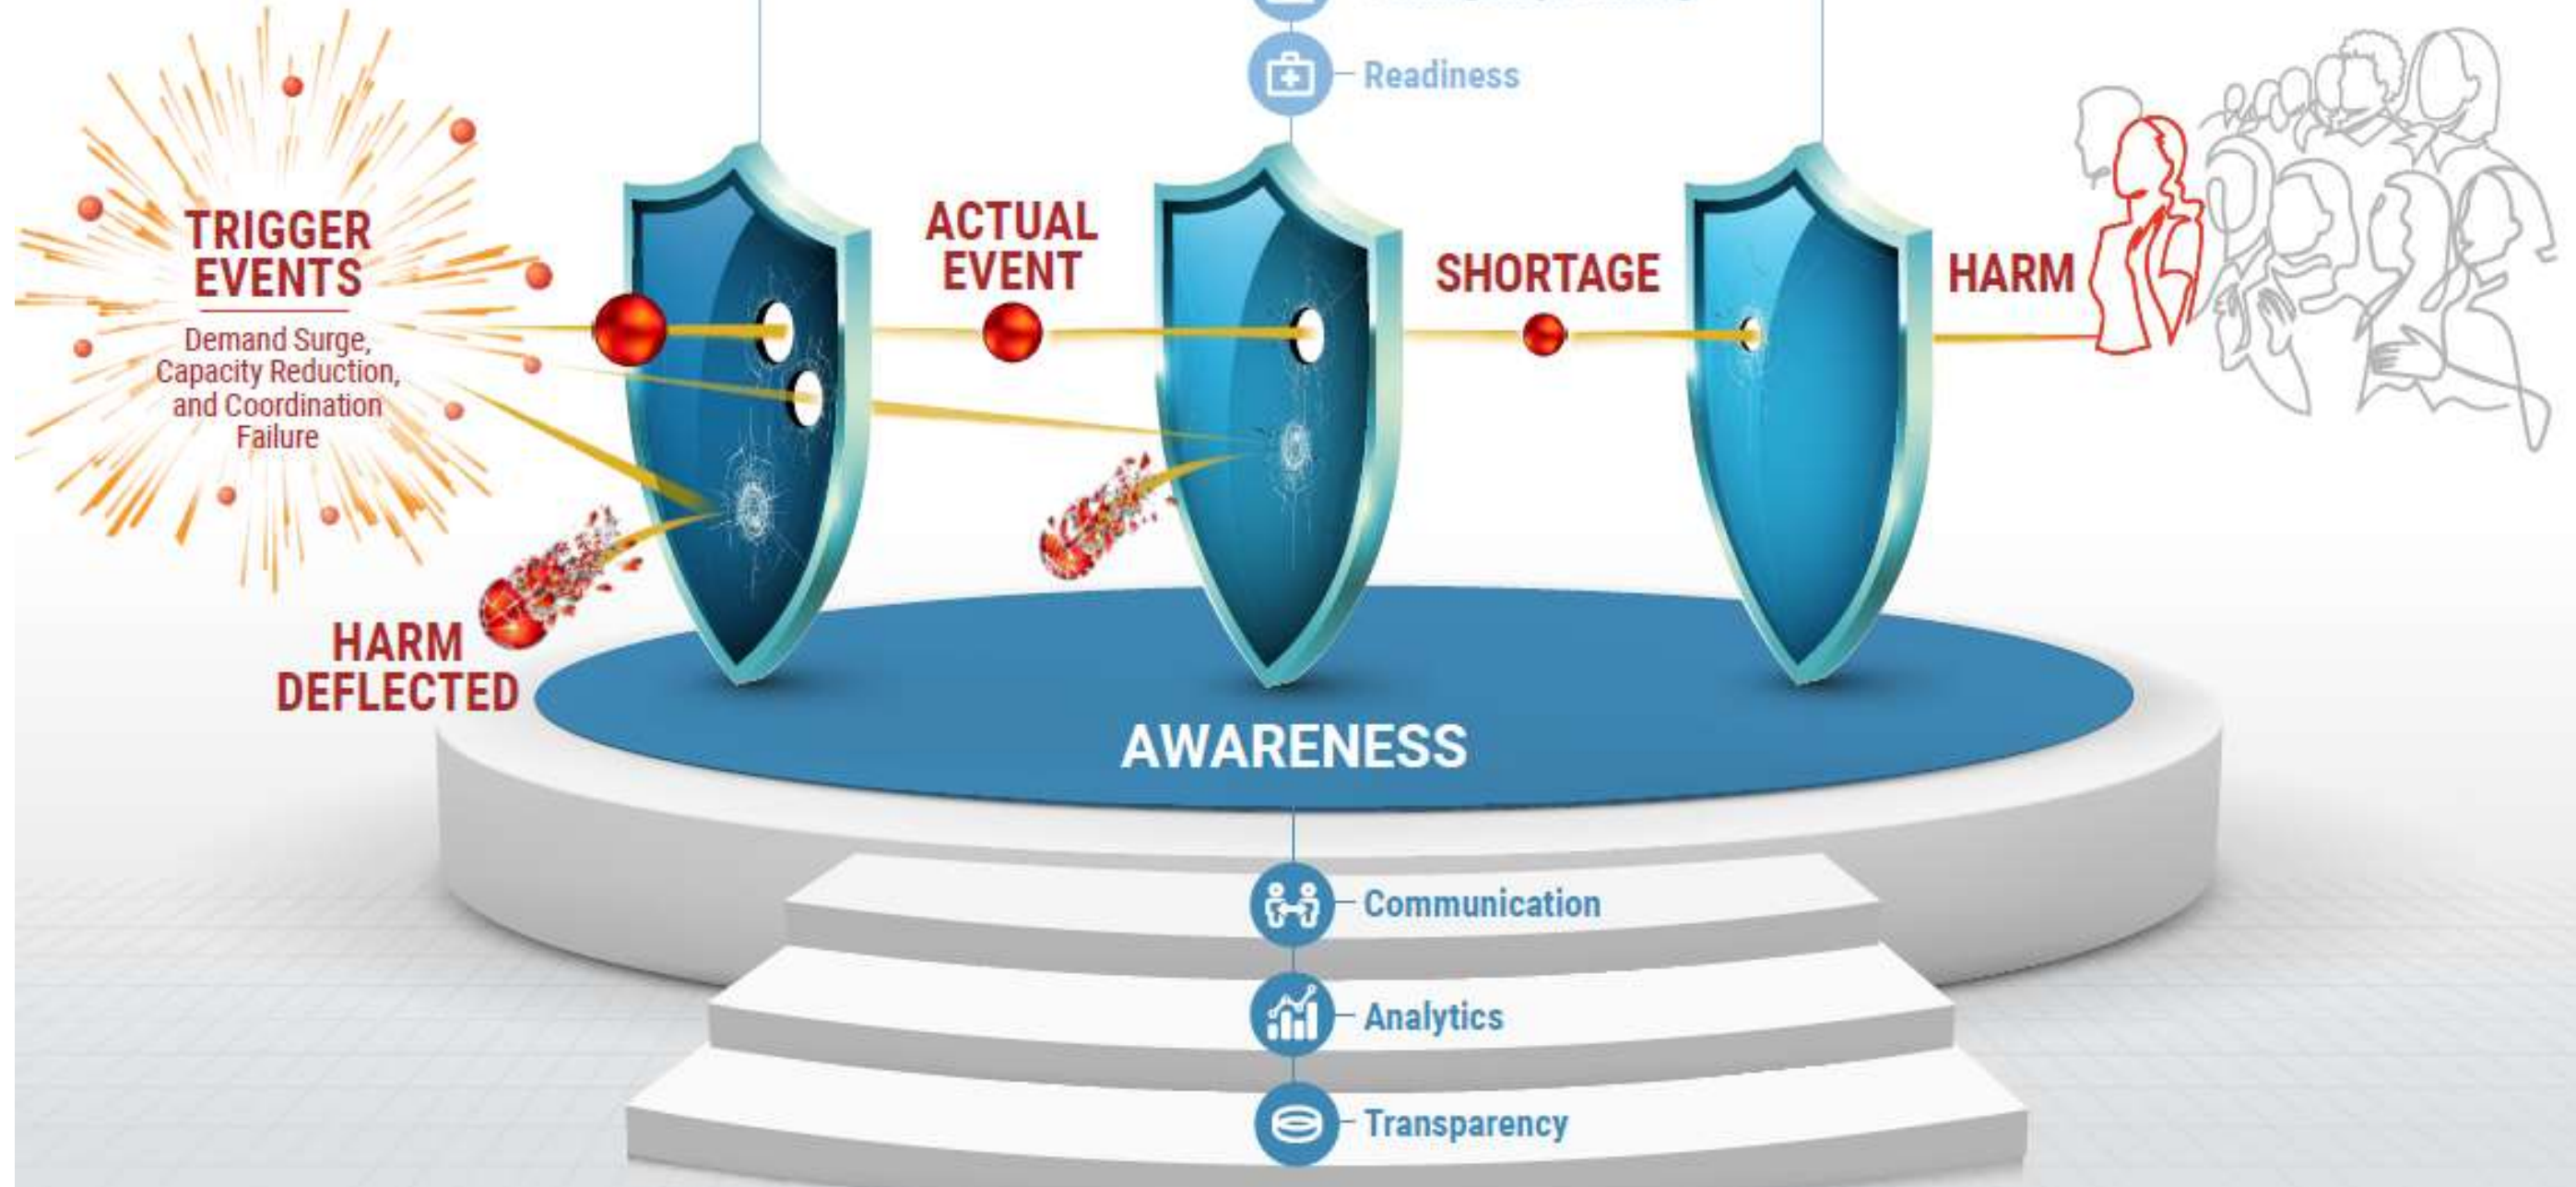 Readiness
TRIGGER
EVENTS
Demand Surge,
Capacity Reduction,
and Coordination
Failure
ACTUAL
EVENT
SHORTAGE
HARM
HARM
DEFLECTED
AWARENESS
Communication
Analytics
Transparency